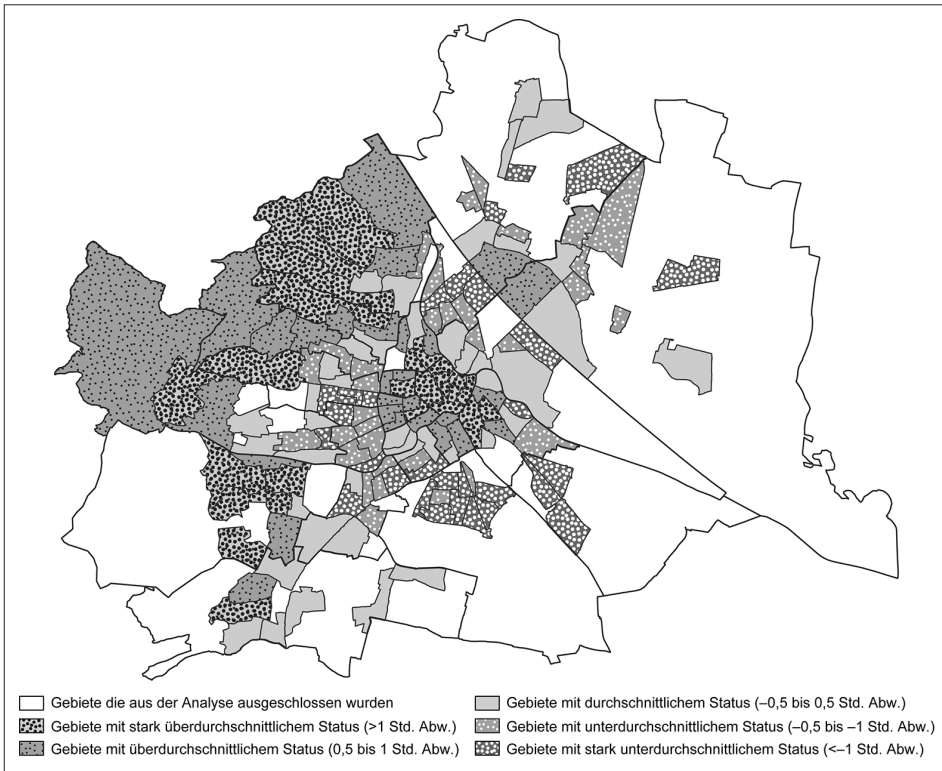 Gebiete die aus der Analyse ausgeschlossen wurden
Gebiete mit stark überdurchschnittlichem Status (>1 Std. Abw.)
Gebiete mit überdurchschnittlichem Status (0,5 bis 1 Std. Abw.)
Gebiete mit durchschnittlichem Status (–0,5 bis 0,5 Std. Abw.)
Gebiete mit unterdurchschnittlichem Status (–0,5 bis –1 Std. Abw.)
Gebiete mit stark unterdurchschnittlichem Status (<–1 Std. Abw.)